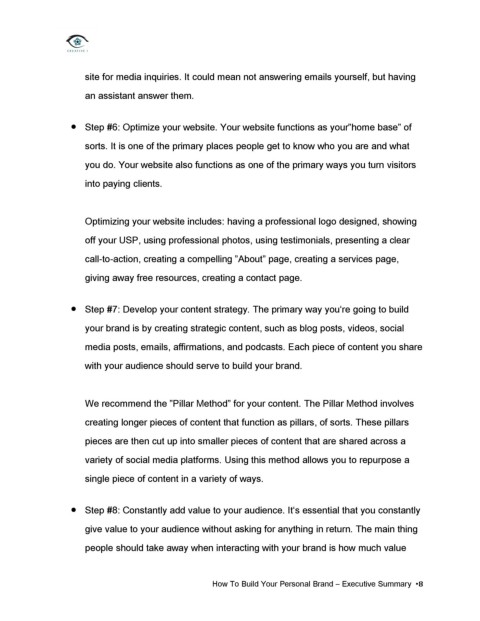 site for media inquiries. It could mean not answering emails yourself, but having
an assistant answer them.
● Step #6: Optimize your website. Your website functions as your"home base" of
sorts. It is one of the primary places people get to know who you are and what
you do. Your website also functions as one of the primary ways you turn visitors
into paying clients.
Optimizing your website includes: having a professional logo designed, showing
off your USP, using professional photos, using testimonials, presenting a clear
call-to-action, creating a compelling "About" page, creating a services page,
giving away free resources, creating a contact page.
● Step #7: Develop your content strategy. The primary way you're going to build
your brand is by creating strategic content, such as blog posts, videos, social
media posts, emails, affirmations, and podcasts. Each piece of content you share
with your audience should serve to build your brand.
We recommend the "Pillar Method" for your content. The Pillar Method involves
creating longer pieces of content that function as pillars, of sorts. These pillars
pieces are then cut up into smaller pieces of content that are shared across a
variety of social media platforms. Using this method allows you to repurpose a
single piece of content in a variety of ways.
● Step #8: Constantly add value to your audience. It's essential that you constantly
give value to your audience without asking for anything in return. The main thing
people should take away when interacting with your brand is how much value
How To Build Your Personal Brand – Executive Summary •8